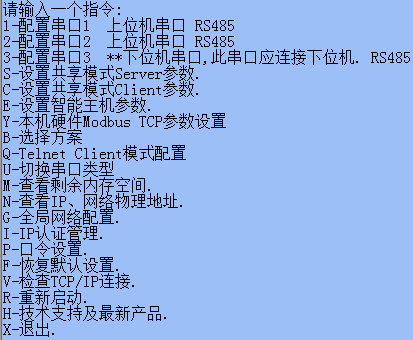 请输入一个指令:
1-配置串口1  上位机串口 RS485
2-配置串口2  上位机串口 RS485
3-配置串口3  **下位机串口,此串口应连接下位机. RS485
S-设置共享模式Server参数.
C-设置共享模式Client参数.
E-设置智能主机参数.
Y-本机硬件Modbus TCP参数设置
B-选择方案
Q-Telnet Client模式配置
U-切换串口类型
M-查看剩余内存空间.
N-查看IP、网络物理地址.
G-全局网络配置.
I-IP认证管理.
P-口令设置.
F-恢复默认设置.
V-检查TCP/IP连接.
R-重新启动.
H-技术支持及最新产品.
X-退出.